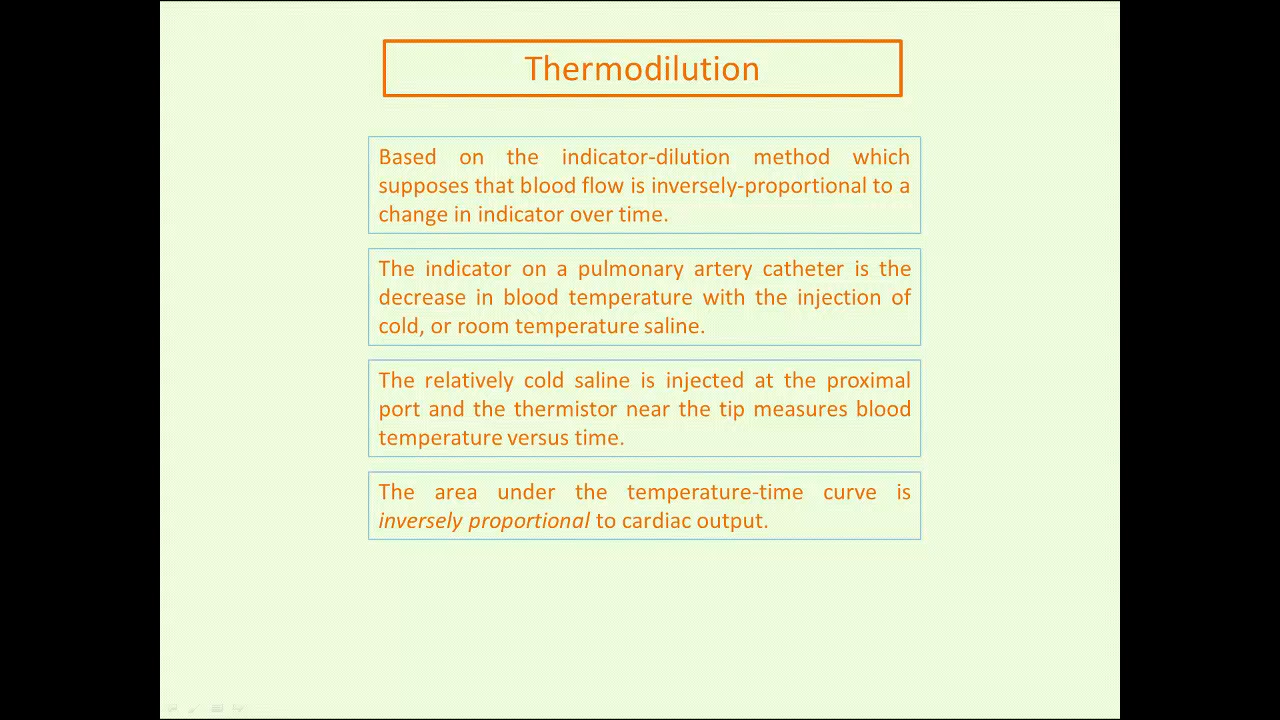 Thermodilution
Based on the indicator-dilution method which
supposes that blood flow is inversely-proportional to a
change in indicator over time.
The indicator on a pulmonary artery catheter is the
decrease in blood temperature with the injection of
cold, or room temperature saline.
The relatively cold saline is injected at the proximal
port and the thermistor near the tip measures blood
temperature versus time.
The area under the temperature-time curve is
inversely proportional to cardiac output.